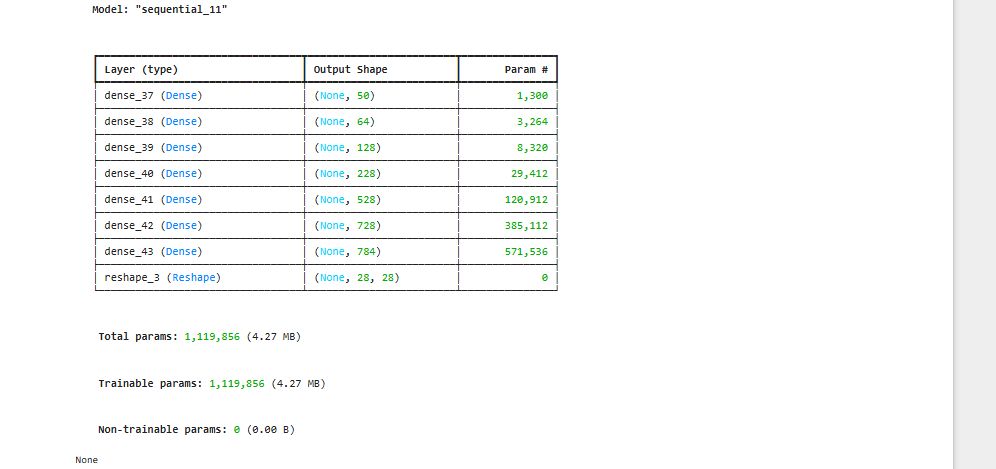 Model: "sequential_11"
Layer (type) Output Shape Param #
dense_37 (Dense) (None, 50) 1,300
dense_38 (Dense) (None, 64) 3,264
dense_39 (Dense) (None, 128) 8,320
dense_40 (Dense) (None, 228) 29,412
dense_41 (Dense) (None, 528) 120,912
dense_42 (Dense) (None, 728) 385,112
dense_43 (Dense) (None, 784) 571,536
reshape_3 (Reshape) (None, 28, 28) 0
Total params: 1,119,856 (4.27 MB)
Trainable params: 1,119,856 (4.27 MB)
Non-trainable params: 0 (0.00 B)
None